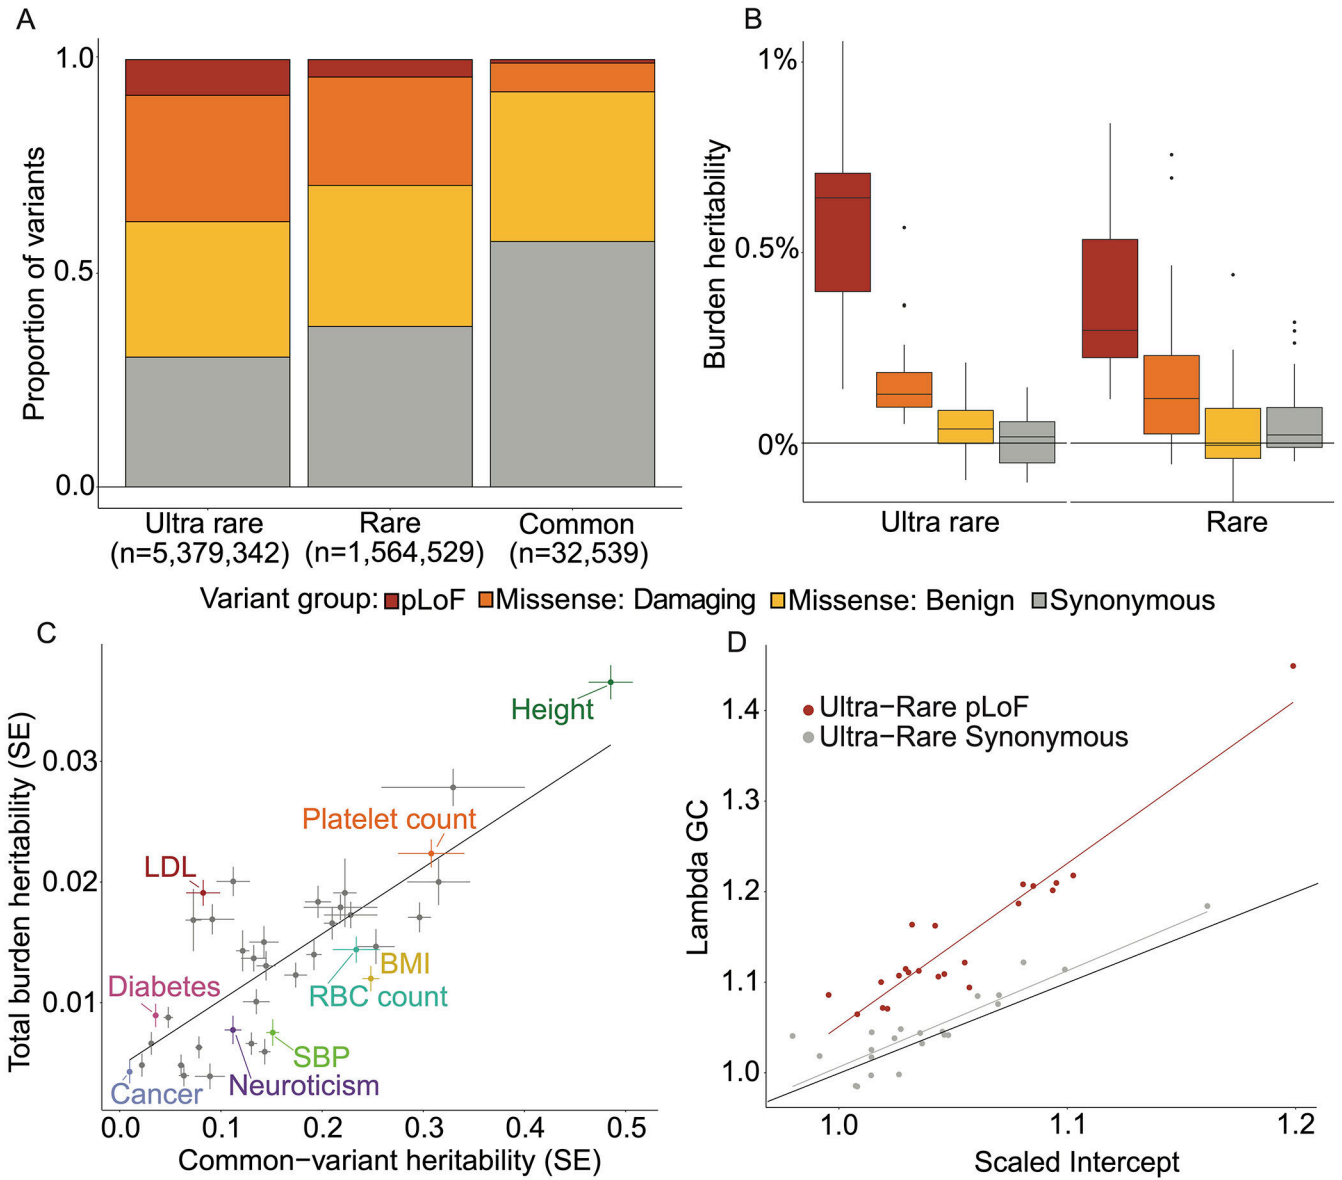 A
1.0
0.5
0.0
Proportion of variants
Ultra rare
(n=5,379,342)
Rare
(n=1,564,529)
Common
(n=32,539)
B
1%
0.5%
0%
Burden heritability
Ultra rare
Rare
Variant group: pLoF Missense: Damaging Missense: Benign Synonymous
C
0.03
0.02
0.01
Total burden heritability (SE)
Height
Platelet count
LDL
BMI
RBC count
Diabetes
SBP
Neuroticism
Cancer
0.0 0.1 0.2 0.3 0.4 0.5
Common−variant heritability (SE)
D
Ultra−Rare pLoF
Ultra−Rare Synonymous
1.4
1.3
1.2
1.1
1.0
Lambda GC
1.0 1.1 1.2
Scaled Intercept